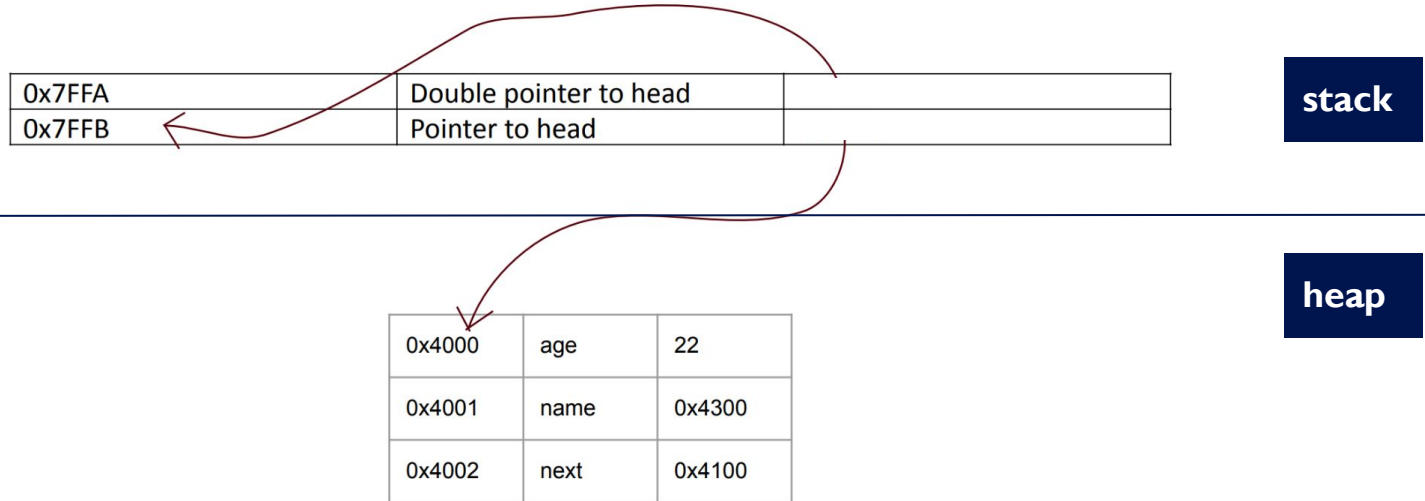 0x7FFA Double pointer to head
stack
0x7FFB Pointer to head
heap
0x4000 age 22
0x4001 name 0x4300
0x4002 next 0x4100